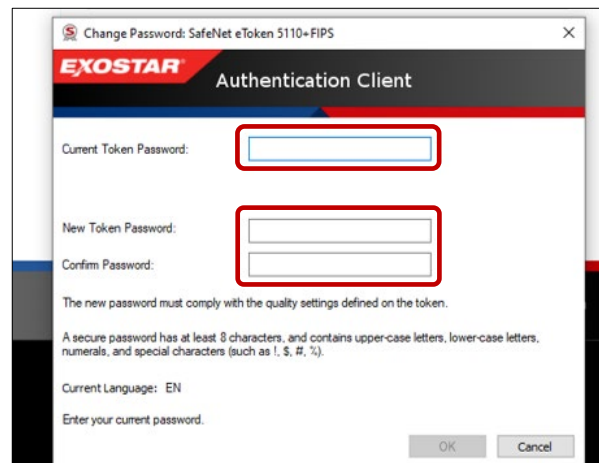 Change Password: SafeNet eToken 5110+FIPS
EXOSTAR
Authentication Client
Current Token Password:
New Token Password:
Confirm Password:
The new password must comply with the quality settings defined on the token.
A secure password has at least 8 characters, and contains upper-case letters, lower-case letters,
numerals, and special characters (such as !, $, #, %).
Current Language: EN
Enter your current password.
OK
Cancel